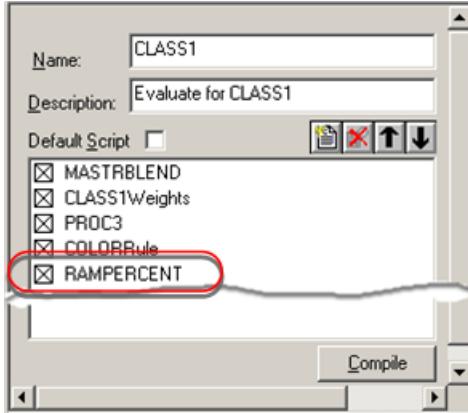 Name: CLASS1
Description: Evaluate for CLASS1
Default Script
MASTRBLEND
CLASS1Weights
PROC3
COLORRule
RAMPERCENT
Compile